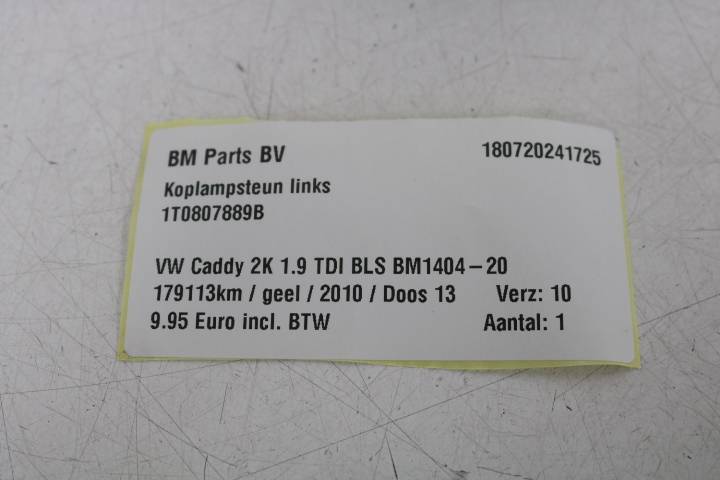 BM Parts BV 180720241725
Koplampsteun links
1T0807889B
VW Caddy 2K 1.9 TDI BLS BM1404-20
179113km / geel / 2010 / Doos 13 Verz: 10
9.95 Euro incl. BTW Aantal: 1